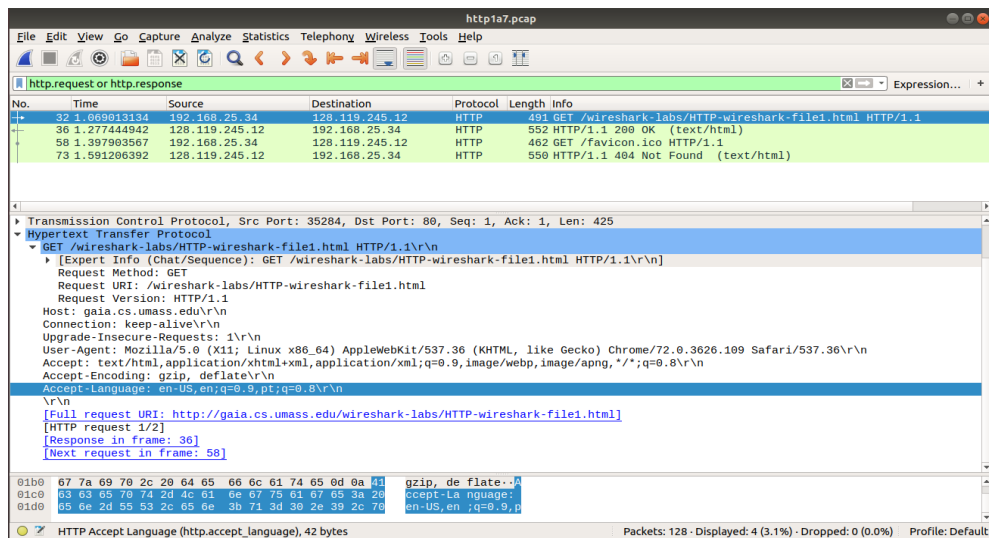 http1a7.pcap
File Edit View Go Capture Analyze Statistics Telephony Wireless Tools Help
http.request or http.response Expression... +
No. Time Source Destination Protocol Length Info
32 1.069013134 192.168.25.34 128.119.245.12 HTTP 491 GET /wireshark-labs/HTTP-wireshark-file1.html HTTP/1.1
36 1.277444942 128.119.245.12 192.168.25.34 HTTP 552 HTTP/1.1 200 OK (text/html)
58 1.397903567 192.168.25.34 128.119.245.12 HTTP 462 GET /favicon.ico HTTP/1.1
73 1.591206392 128.119.245.12 192.168.25.34 HTTP 550 HTTP/1.1 404 Not Found (text/html)
Transmission Control Protocol, Src Port: 35284, Dst Port: 80, Seq: 1, Ack: 1, Len: 425
Hypertext Transfer Protocol
GET /wireshark-labs/HTTP-wireshark-file1.html HTTP/1.1\r\n
[Expert Info (Chat/Sequence): GET /wireshark-labs/HTTP-wireshark-file1.html HTTP/1.1\r\n]
Request Method: GET
Request URI: /wireshark-labs/HTTP-wireshark-file1.html
Request Version: HTTP/1.1
Host: gaia.cs.umass.edu\r\n
Connection: keep-alive\r\n
Upgrade-Insecure-Requests: 1\r\n
User-Agent: Mozilla/5.0 (X11; Linux x86_64) AppleWebKit/537.36 (KHTML, like Gecko) Chrome/72.0.3626.109 Safari/537.36\r\n
Accept: text/html,application/xhtml+xml,application/xml;q=0.9,image/webp,image/apng,*/*;q=0.8\r\n
Accept-Encoding: gzip, deflate\r\n
Accept-Language: en-US,en;q=0.9,pt;q=0.8\r\n
\r\n
[Full request URI: http://gaia.cs.umass.edu/wireshark-labs/HTTP-wireshark-file1.html]
[HTTP request 1/2]
[Response in frame: 36]
[Next request in frame: 58]
01b0 67 7a 69 70 2c 20 64 65 66 6c 61 74 65 0d 0a 41 gzip, de flate··A
01c0 63 63 65 70 74 2d 4c 61 6e 67 75 61 67 65 3a 20 ccept-La nguage:
01d0 65 6e 2d 55 53 2c 65 6e 3b 71 3d 30 2e 39 2c 70 en-US,en ;q=0.9,p
HTTP Accept Language (http.accept_language), 42 bytes Packets: 128 · Displayed: 4 (3.1%) · Dropped: 0 (0.0%) Profile: Default